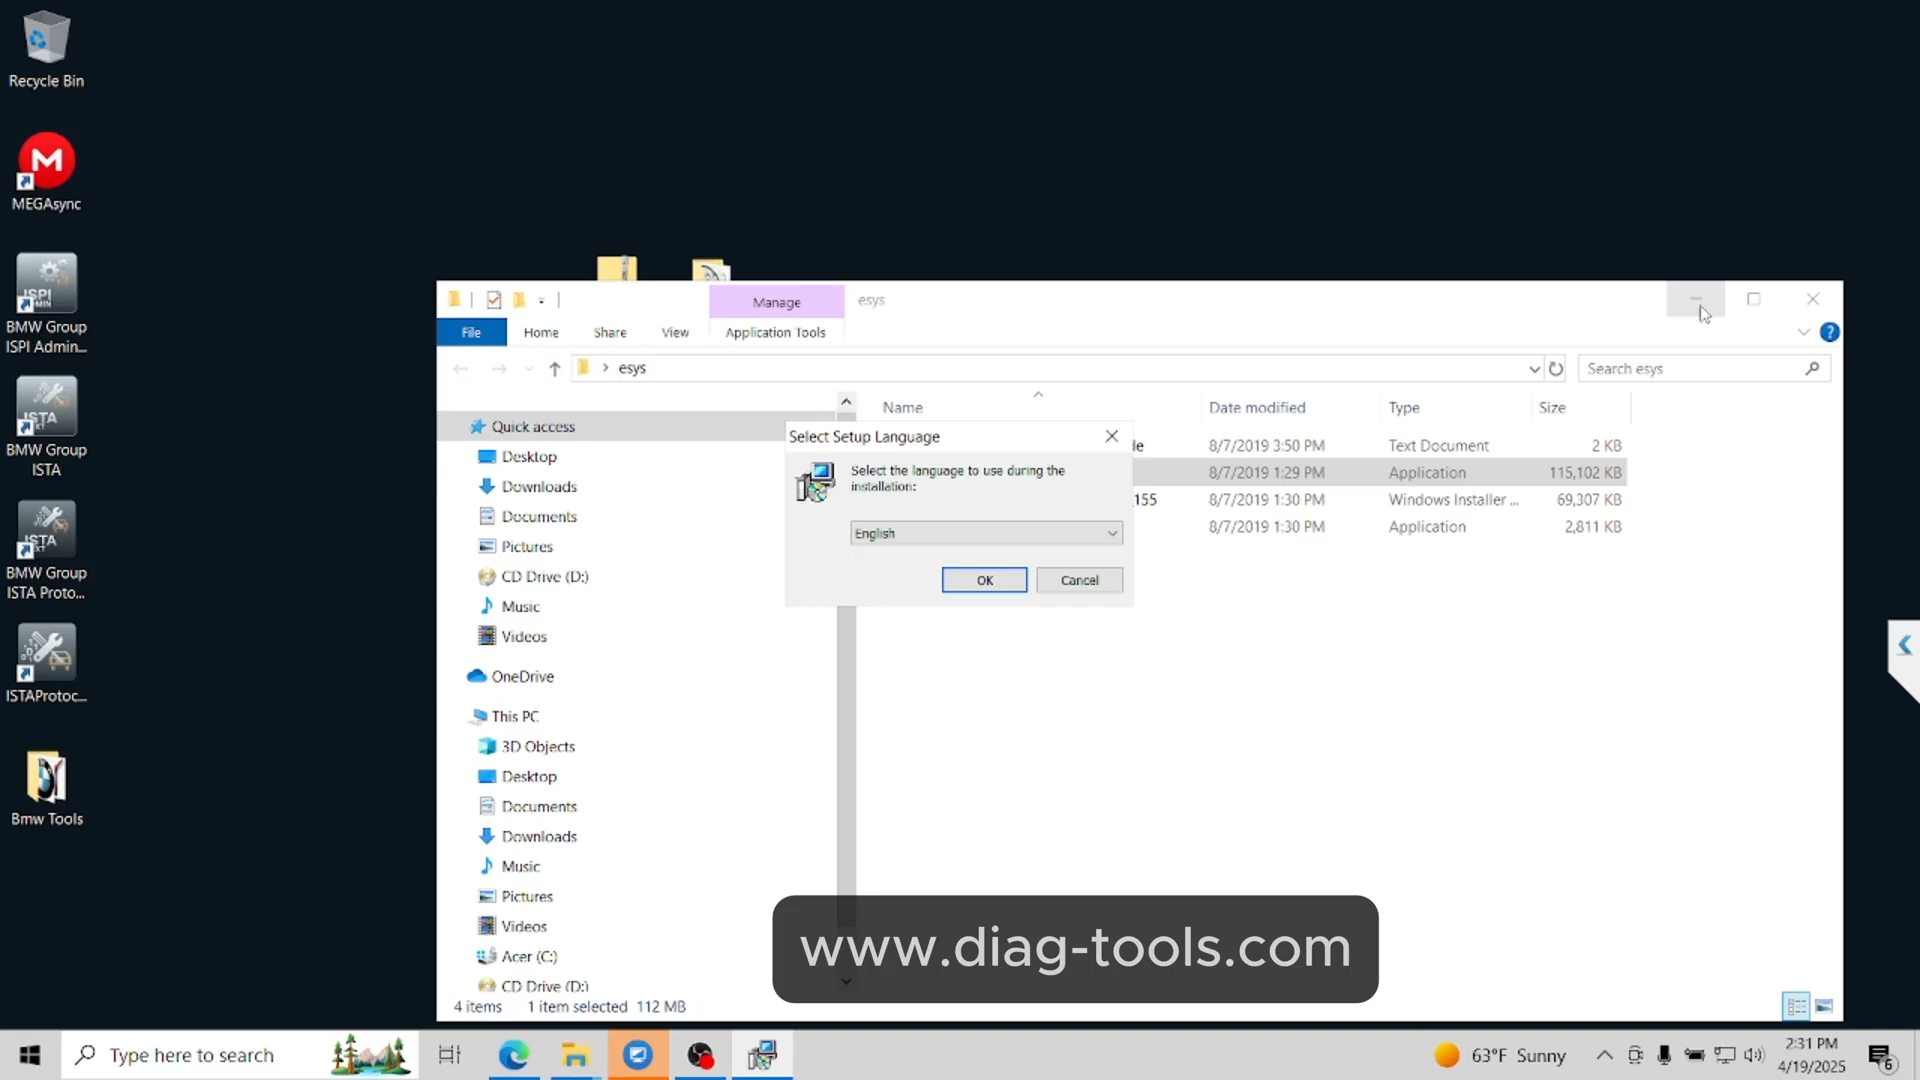 Recycle Bin
MEGAsync
ISPI
BMW Group
ISPI Admin...
ISTA
BMW Group
ISTA
ISTA
BMW Group
ISTA Proto...
ISTAProtoc...
Bmw Tools
Manage
esys
File
Home
Share
View
Application Tools
esys
Search esys
Name
Date modified
Type
Size
Quick access
Desktop
Downloads
Documents
Pictures
CD Drive (D:)
Music
Videos
OneDrive
This PC
3D Objects
Desktop
Documents
Downloads
Music
Pictures
Videos
Acer (C:)
CD Drive (D:)
8/7/2019 3:50 PM Text Document 2 KB
8/7/2019 1:29 PM Application 115,102 KB
155 8/7/2019 1:30 PM Windows Installer ... 69,307 KB
8/7/2019 1:30 PM Application 2,811 KB
Select Setup Language
Select the language to use during the
installation:
English
OK Cancel
www.diag-tools.com
4 items 1 item selected 112 MB
Type here to search
63°F Sunny
2:31 PM
4/19/2025
6